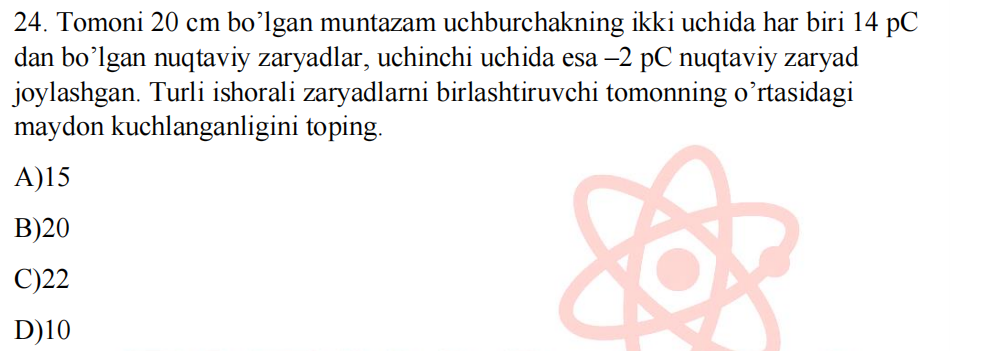 24. Tomoni 20 cm bo’lgan muntazam uchburchakning ikki uchida har biri 14 pC
dan bo’lgan nuqtaviy zaryadlar, uchinchi uchida esa –2 pC nuqtaviy zaryad
joylashgan. Turli ishorali zaryadlarni birlashtiruvchi tomonning o’rtasidagi
maydon kuchlanganligini toping.
A)15
B)20
C)22
D)10